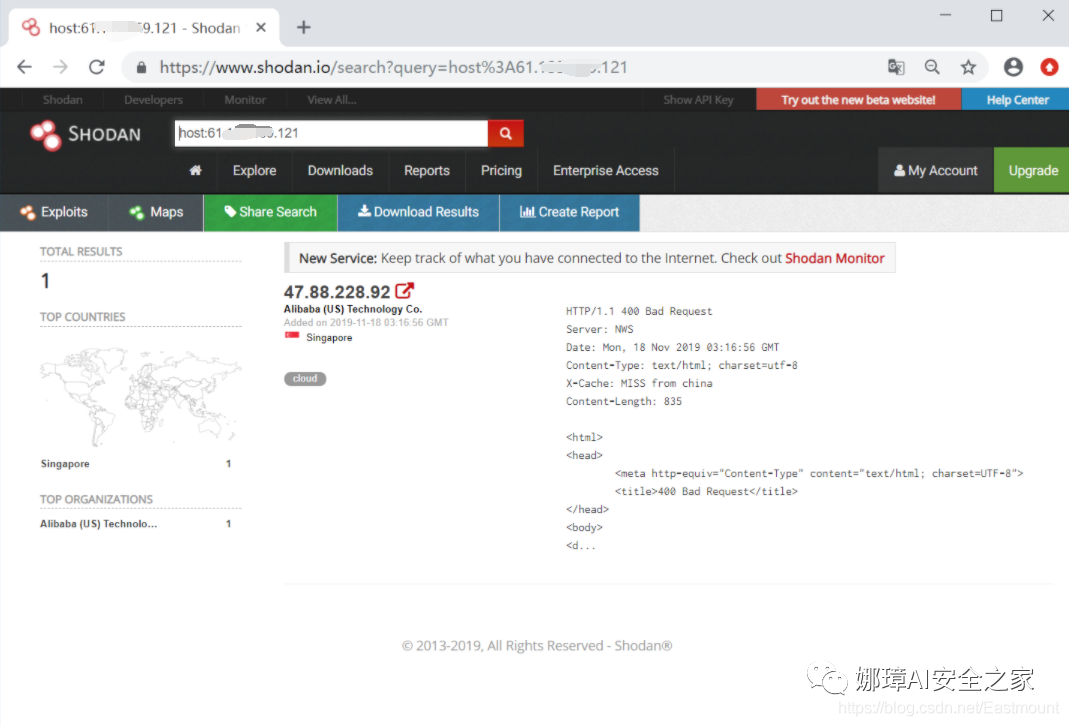 host:61. 9.121 - Shodan
https://www.shodan.io/search?query=host%3A61.1 .121
Shodan Developers Monitor View All... Show API Key Try out the new beta website! Help Center
SHODAN host:61. .121
Explore Downloads Reports Pricing Enterprise Access My Account Upgrade
Exploits Maps Share Search Download Results Create Report
TOTAL RESULTS
1
TOP COUNTRIES
Singapore 1
TOP ORGANIZATIONS
Alibaba (US) Technolo... 1
New Service: Keep track of what you have connected to the Internet. Check out Shodan Monitor
47.88.228.92
Alibaba (US) Technology Co.
Added on 2019-11-18 03:16:56 GMT
Singapore
cloud
HTTP/1.1 400 Bad Request
Server: NWS
Date: Mon, 18 Nov 2019 03:16:56 GMT
Content-Type: text/html; charset=utf-8
X-Cache: MISS from china
Content-Length: 835
<html>
<head>
<meta http-equiv="Content-Type" content="text/html; charset=UTF-8">
<title>400 Bad Request</title>
</head>
<body>
<d...
© 2013-2019, All Rights Reserved - Shodan®
娜璋AI安全之家
https://blog.csdn.net/Eastmount